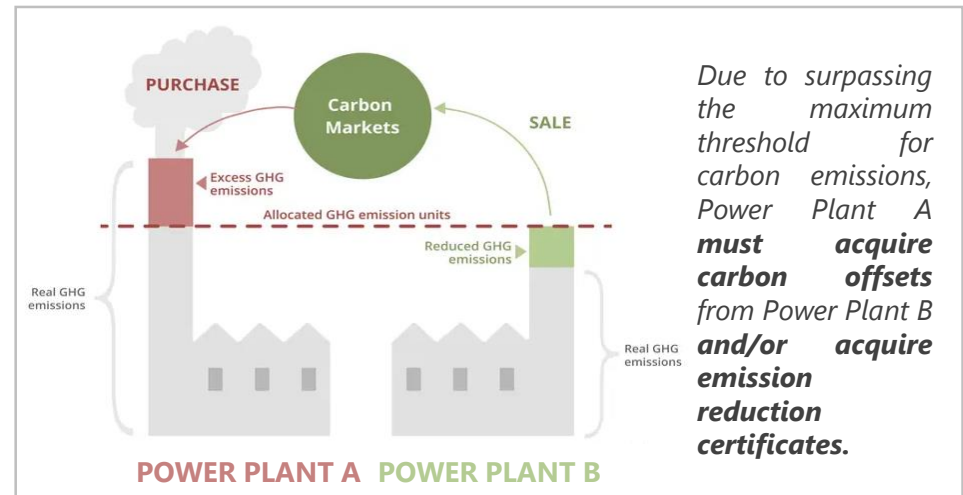 PURCHASE
Carbon
Markets
SALE
Excess GHG
emissions
Allocated GHG emission units
Reduced GHG
emissions
Real GHG
emissions
Real GHG
emissions
POWER PLANT A
POWER PLANT B
Due to surpassing
the maximum
threshold for
carbon emissions,
Power Plant A
must acquire
carbon offsets
from Power Plant B
and/or acquire
emission
reduction
certificates.